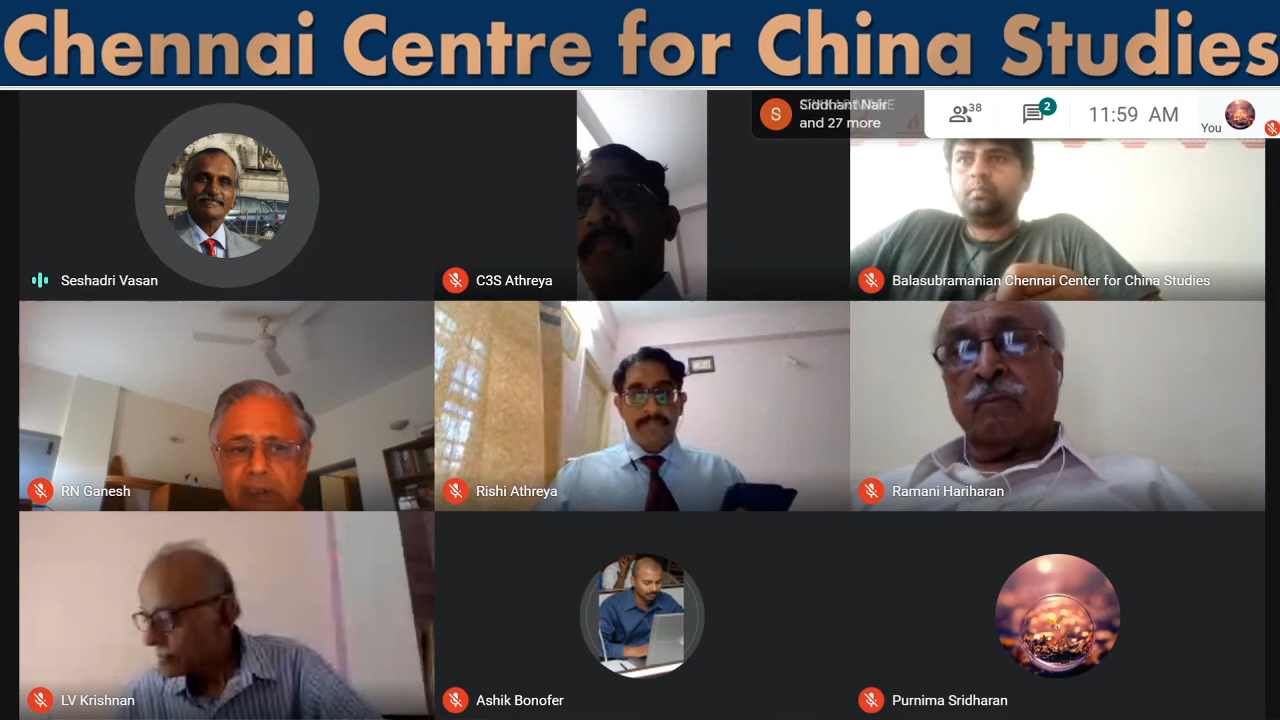 Chennai Centre for China Studies
S
Siddhant Nair
and 27 more
38
2
11:59 AM
You
Seshadri Vasan
C3S Athreya
Balasubramanian Chennai Center for China Studies
RN Ganesh
Rishi Athreya
Ramani Hariharan
LV Krishnan
Ashik Bonofer
Purnima Sridharan